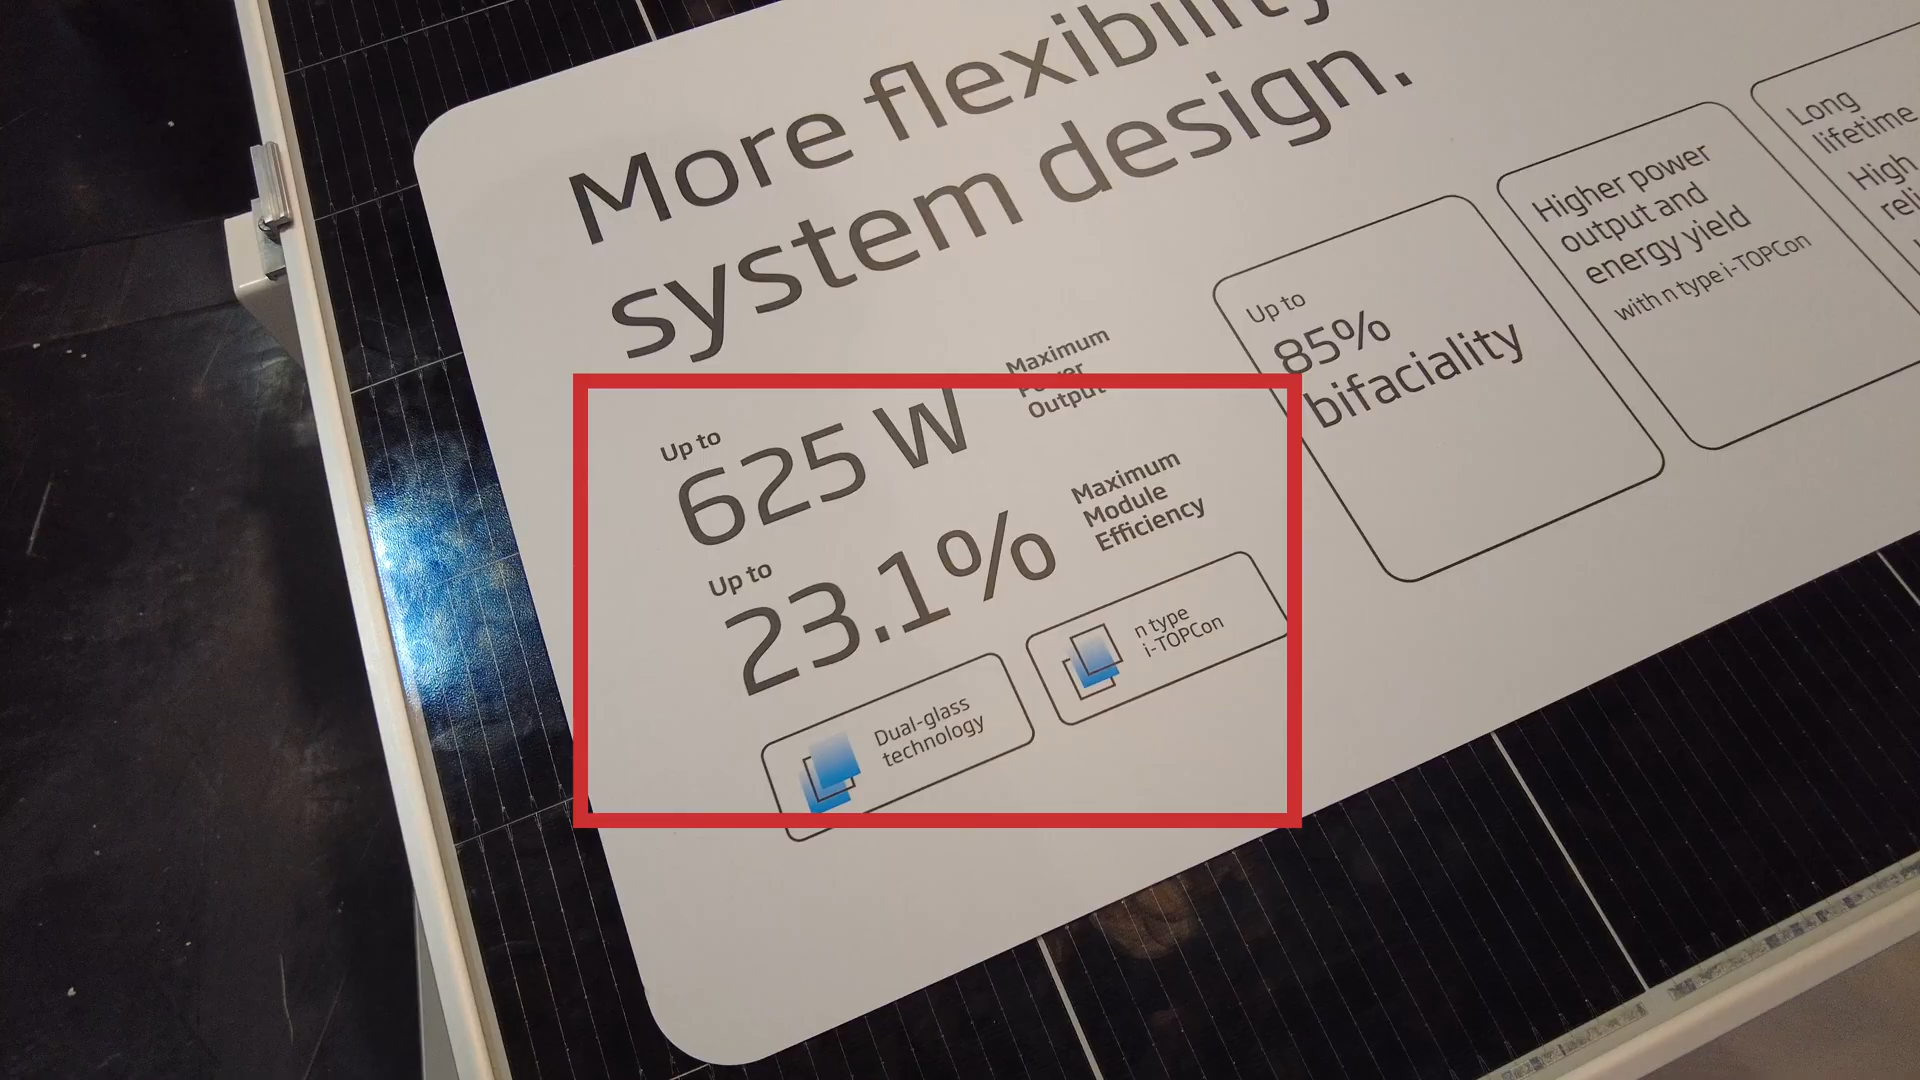 More flexibility
system design.
Up to
625 W
Maximum
Power
Output
Up to
23.1%
Maximum
Module
Efficiency
Dual-glass
technology
n type
i-TOPCon
Up to
85%
bifaciality
Higher power
output and
energy yield
with n type i-TOPCon
Long
lifetime
High